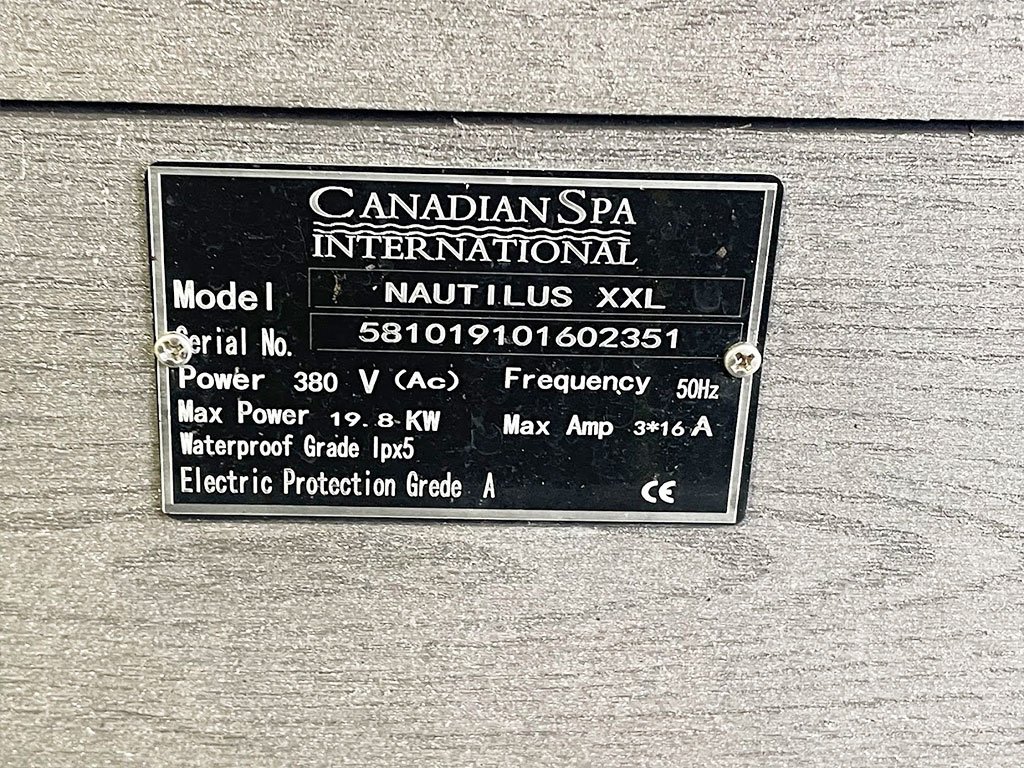 CANADIAN SPA
INTERNATIONAL
Model NAUTILUS XXL
Serial No. 581019101602351
Power 380 V (Ac) Frequency 50Hz
Max Power 19.8 KW Max Amp 3*16 A
Waterproof Grade Ipx5
Electric Protection Grede A CE